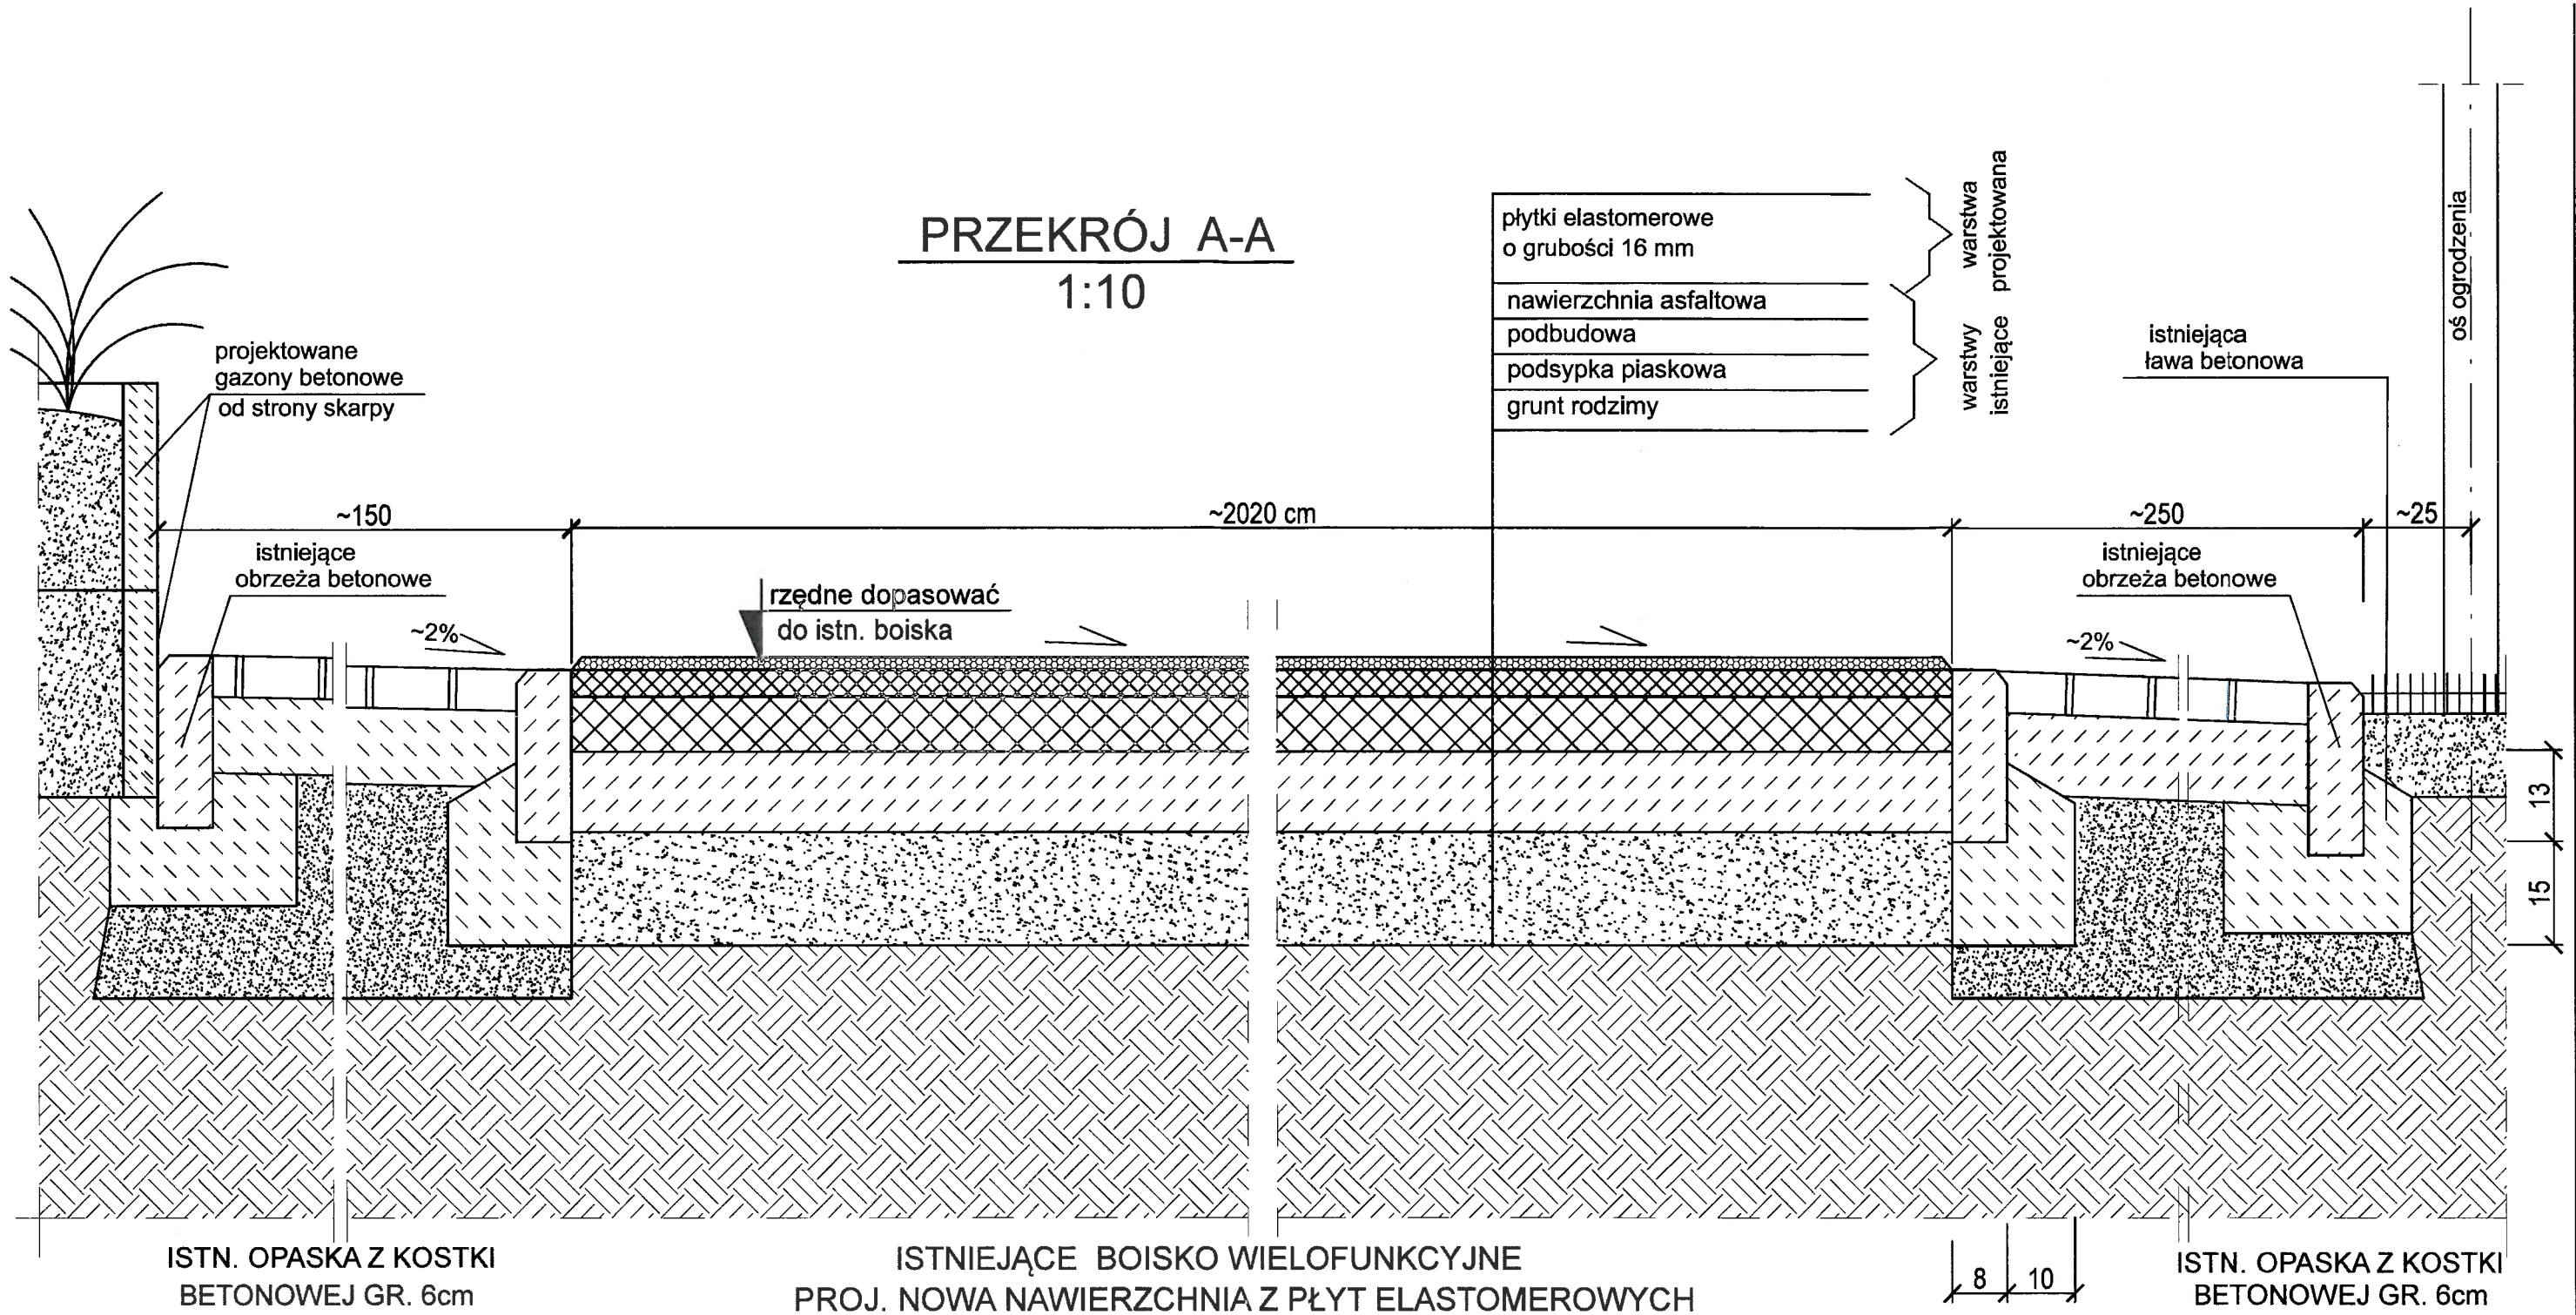 PRZEKRÓJ A-A
1:10
płytki elastomerowe
o grubości 16 mm
nawierzchnia asfaltowa
podbudowa
podsypka piaskowa
grunt rodzimy
warstwa
projektowana
warstwy
istniejące
oś ogrodzenia
istniejąca
ława betonowa
projektowane
gazony betonowe
od strony skarpy
~150
~2020 cm
~250
~25
istniejące
obrzeża betonowe
istniejące
obrzeża betonowe
rzędne dopasować
do istn. boiska
~2%
~2%
13
15
8
10
ISTN. OPASKA Z KOSTKI
BETONOWEJ GR. 6cm
ISTNIEJĄCE BOISKO WIELOFUNKCYJNE
PROJ. NOWA NAWIERZCHNIA Z PŁYT ELASTOMEROWYCH
ISTN. OPASKA Z KOSTKI
BETONOWEJ GR. 6cm